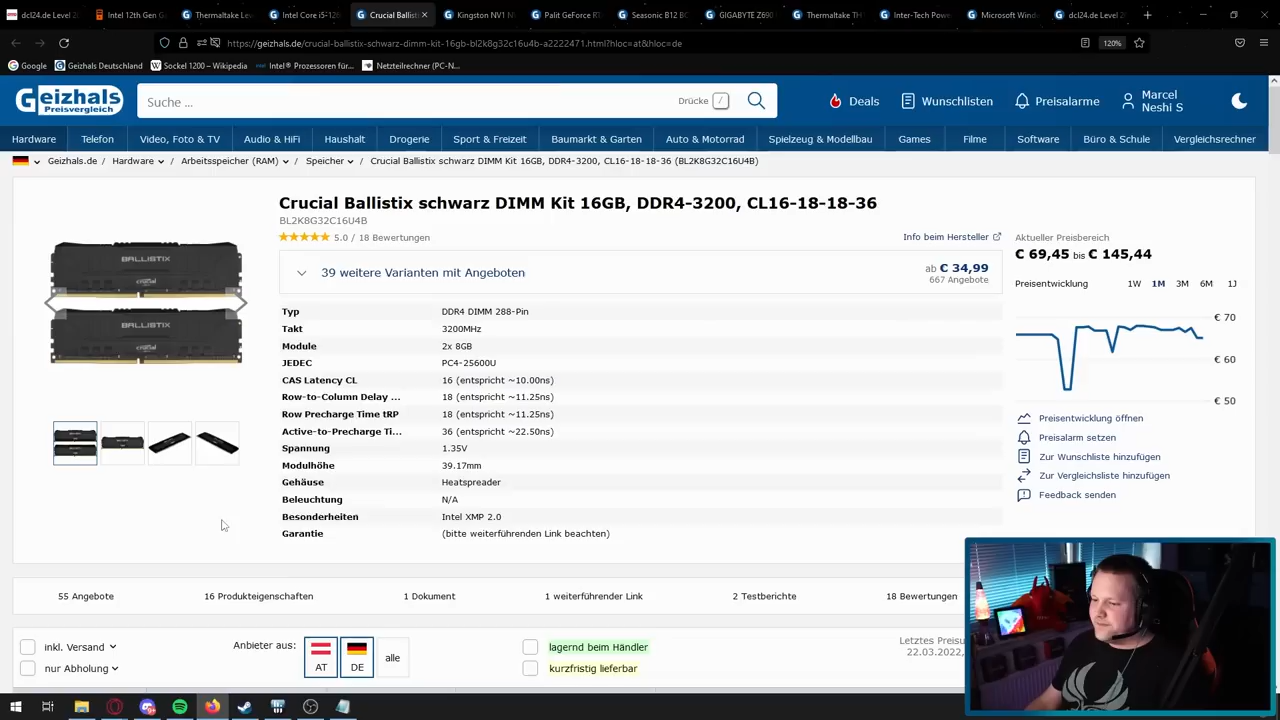 dcl24.de Level 20
Intel 12th Gen
Thermaltake Lev
Intel Core i5-120
Crucial Ballisti
Kingston NV1 N
Palit GeForce RT
Seasonic B12 BC
GIGABYTE Z690
Thermaltake TH
Inter-Tech Powe
Microsoft Wind
dcl24.de Level 20
https://geizhals.de/crucial-ballistix-schwarz-dimm-kit-16gb-bl2k8g32c16u4b-a2222471.html?hloc=at&hloc=de
120%
Google
Geizhals Deutschland
Sockel 1200 – Wikipedia
Intel® Prozessoren für...
Netzteilrechner (PC-N...
Geizhals
Preisvergleich
Suche ...
Drücke /
Deals
Wunschlisten
Preisalarme
Marcel
Neshi S
Hardware
Telefon
Video, Foto & TV
Audio & HiFi
Haushalt
Drogerie
Sport & Freizeit
Baumarkt & Garten
Auto & Motorrad
Spielzeug & Modellbau
Games
Filme
Software
Büro & Schule
Vergleichsrechner
Geizhals.de / Hardware / Arbeitsspeicher (RAM) / Speicher / Crucial Ballistix schwarz DIMM Kit 16GB, DDR4-3200, CL16-18-18-36 (BL2K8G32C16U4B)
Crucial Ballistix schwarz DIMM Kit 16GB, DDR4-3200, CL16-18-18-36
BL2K8G32C16U4B
5.0 / 18 Bewertungen
Info beim Hersteller
39 weitere Varianten mit Angeboten
ab € 34,99
667 Angebote
BALLISTIX
crucial
BALLISTIX
crucial
Typ DDR4 DIMM 288-Pin
Takt 3200MHz
Module 2x 8GB
JEDEC PC4-25600U
CAS Latency CL 16 (entspricht ~10.00ns)
Row-to-Column Delay ... 18 (entspricht ~11.25ns)
Row Precharge Time tRP 18 (entspricht ~11.25ns)
Active-to-Precharge Ti... 36 (entspricht ~22.50ns)
Spannung 1.35V
Modulhöhe 39.17mm
Gehäuse Heatspreader
Beleuchtung N/A
Besonderheiten Intel XMP 2.0
Garantie (bitte weiterführenden Link beachten)
Aktueller Preisbereich
€ 69,45 bis € 145,44
Preisentwicklung 1W 1M 3M 6M 1J
€ 70
€ 60
€ 50
Preisentwicklung öffnen
Preisalarm setzen
Zur Wunschliste hinzufügen
Zur Vergleichsliste hinzufügen
Feedback senden
55 Angebote
16 Produkteigenschaften
1 Dokument
1 weiterführender Link
2 Testberichte
18 Bewertungen
inkl. Versand
nur Abholung
Anbieter aus:
AT
DE
alle
lagernd beim Händler
kurzfristig lieferbar
Letztes Preisu
22.03.2022,